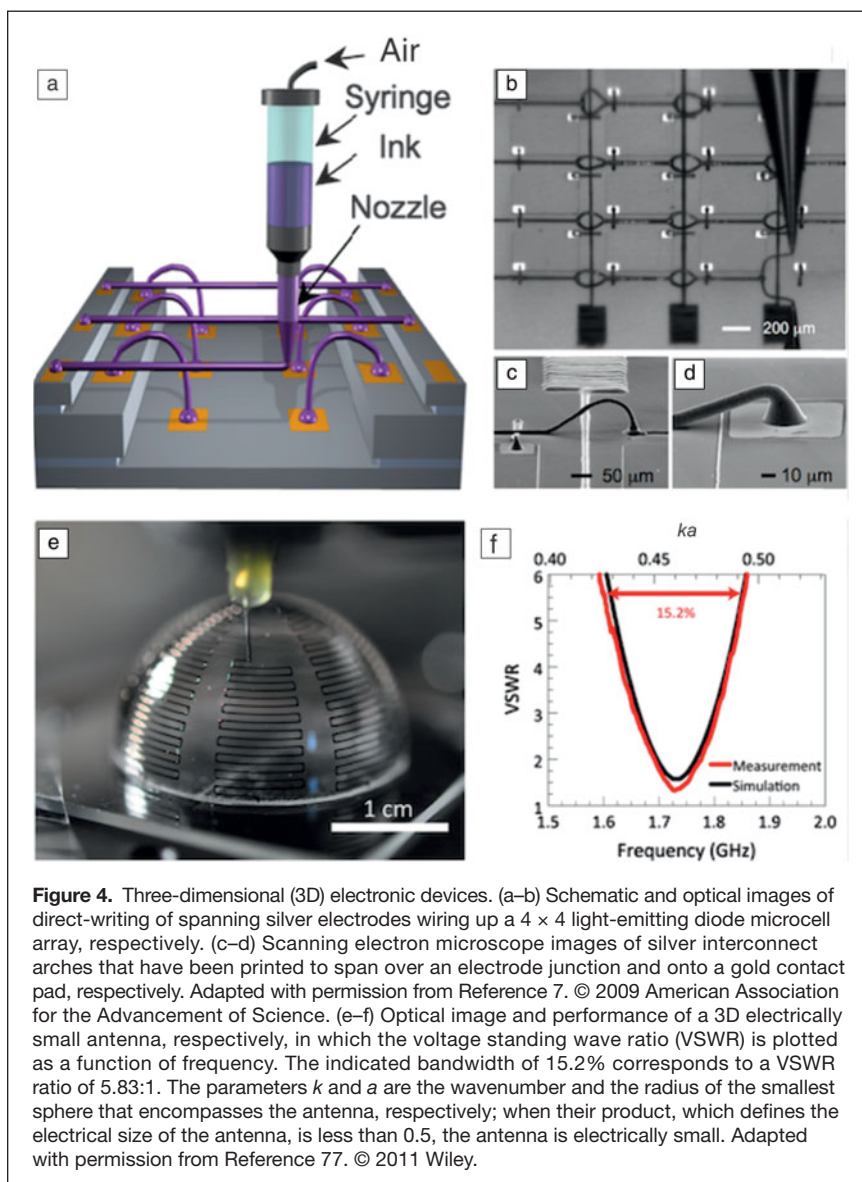 a
Air
Syringe
Ink
Nozzle
b
200 μm
c
50 μm
d
10 μm
e
1 cm
f
ka
0.40 0.46 0.50
6
5
4
3
2
1
VSWR
15.2%
Measurement
Simulation
1.5 1.6 1.7 1.8 1.9 2.0
Frequency (GHz)
Figure 4. Three-dimensional (3D) electronic devices. (a–b) Schematic and optical images of
direct-writing of spanning silver electrodes wiring up a 4 × 4 light-emitting diode microcell
array, respectively. (c–d) Scanning electron microscope images of silver interconnect
arches that have been printed to span over an electrode junction and onto a gold contact
pad, respectively. Adapted with permission from Reference 7. © 2009 American Association
for the Advancement of Science. (e–f) Optical image and performance of a 3D electrically
small antenna, respectively, in which the voltage standing wave ratio (VSWR) is plotted
as a function of frequency. The indicated bandwidth of 15.2% corresponds to a VSWR
ratio of 5.83:1. The parameters k and a are the wavenumber and the radius of the smallest
sphere that encompasses the antenna, respectively; when their product, which defines the
electrical size of the antenna, is less than 0.5, the antenna is electrically small. Adapted
with permission from Reference 77. © 2011 Wiley.